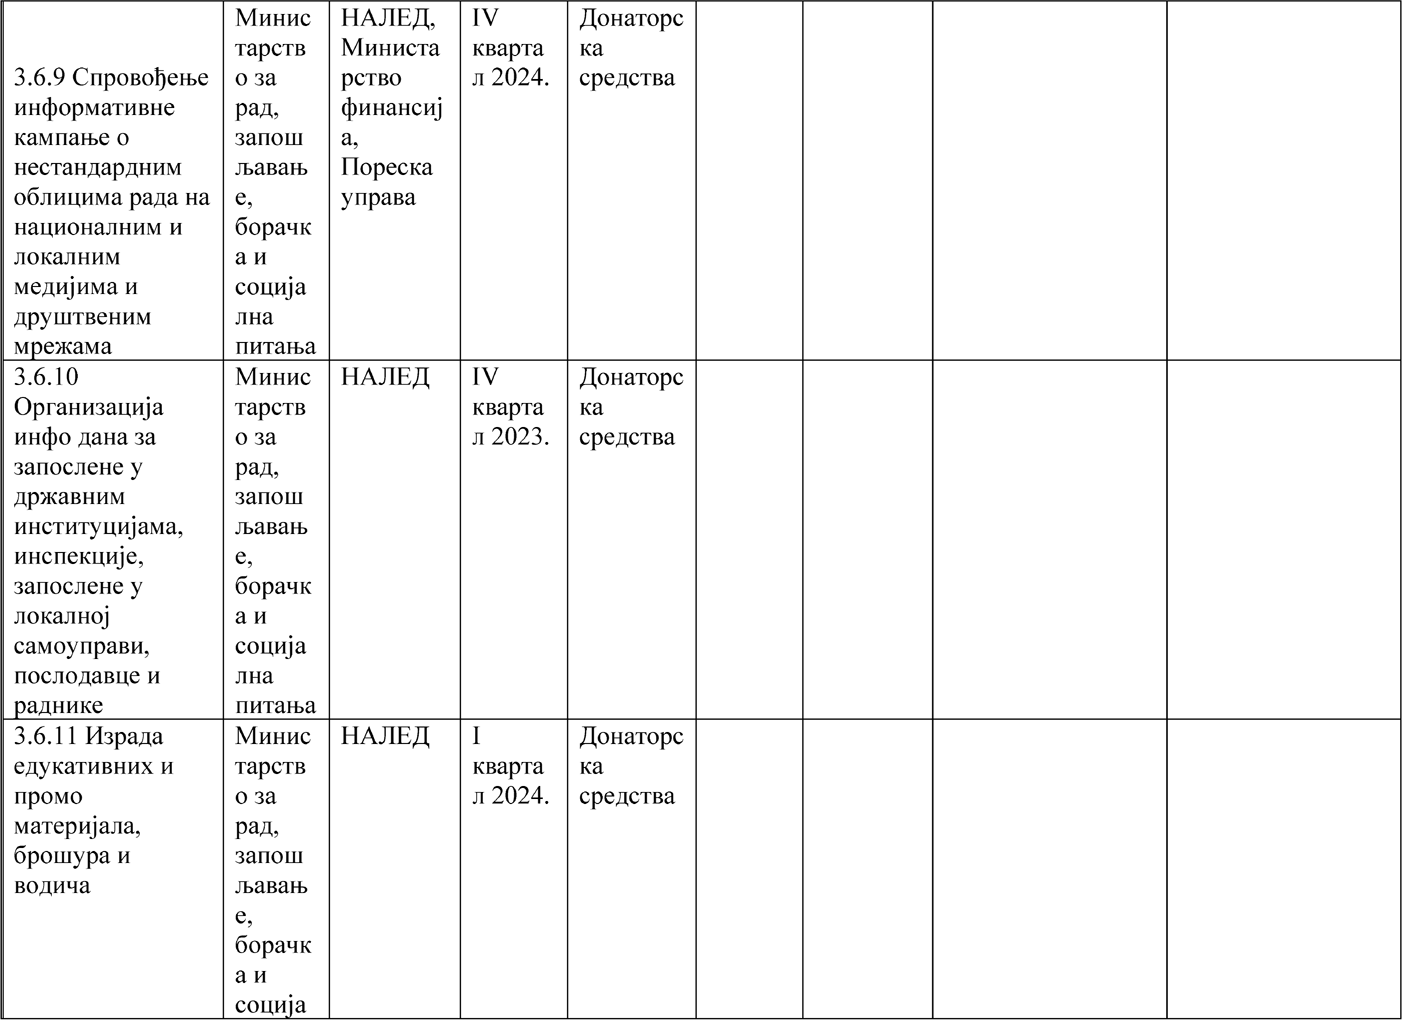 3.6.9 Спровођење
информативне
кампање о
нестандардним
облицима рада на
националним и
локалним
медијима и
друштвеним
мрежама
Минис
тарств
о за
рад,
запош
љавањ
е,
борачк
а и
соција
лна
питања
НАЛЕД,
Министа
рство
финансиј
а,
Пореска
управа
IV
кварта
л 2024.
Донаторс
ка
средства
3.6.10
Организација
инфо дана за
запослене у
државним
институцијама,
инспекције,
запослене у
локалној
самоуправи,
послодавце и
раднике
Минис
тарств
о за
рад,
запош
љавањ
е,
борачк
а и
соција
лна
питања
НАЛЕД
IV
кварта
л 2023.
Донаторс
ка
средства
3.6.11 Израда
едукативних и
промо
материјала,
брошура и
водича
Минис
тарств
о за
рад,
запош
љавањ
е,
борачк
а и
соција
НАЛЕД
I
кварта
л 2024.
Донаторс
ка
средства